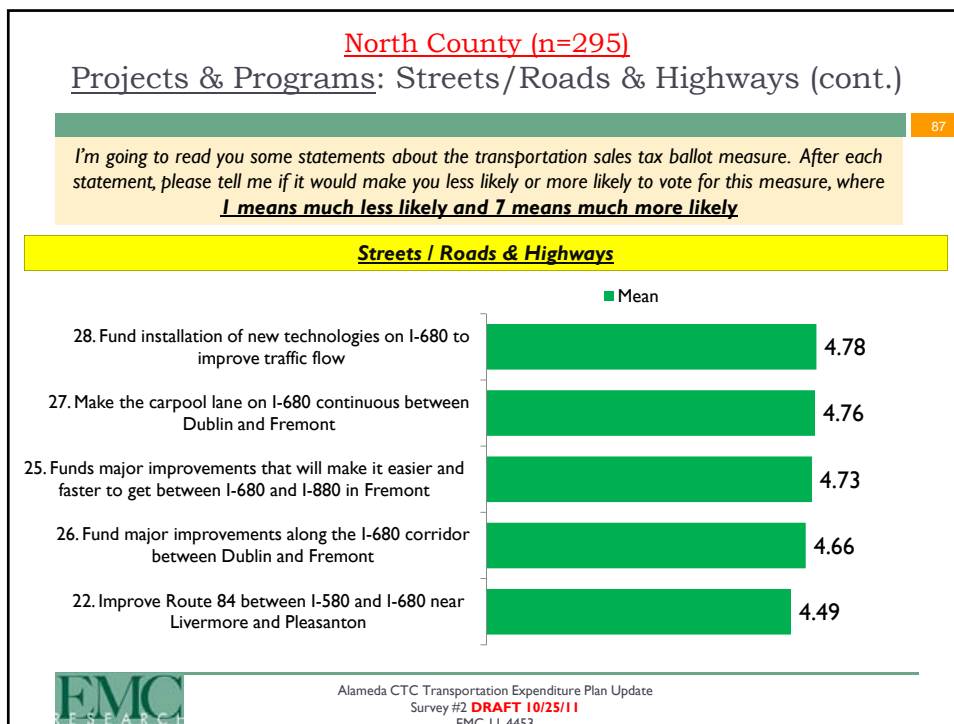 North County (n=295)
Projects & Programs: Streets/Roads & Highways (cont.)
87
I'm going to read you some statements about the transportation sales tax ballot measure. After each
statement, please tell me if it would make you less likely or more likely to vote for this measure, where
1 means much less likely and 7 means much more likely
Streets / Roads & Highways
Mean
28. Fund installation of new technologies on I-680 to
improve traffic flow
4.78
27. Make the carpool lane on I-680 continuous between
Dublin and Fremont
4.76
25. Funds major improvements that will make it easier and
faster to get between I-680 and I-880 in Fremont
4.73
26. Fund major improvements along the I-680 corridor
between Dublin and Fremont
4.66
22. Improve Route 84 between I-580 and I-680 near
Livermore and Pleasanton
4.49
EMC
RESEARCH
Alameda CTC Transportation Expenditure Plan Update
Survey #2 DRAFT 10/25/11
EMC 11-4453